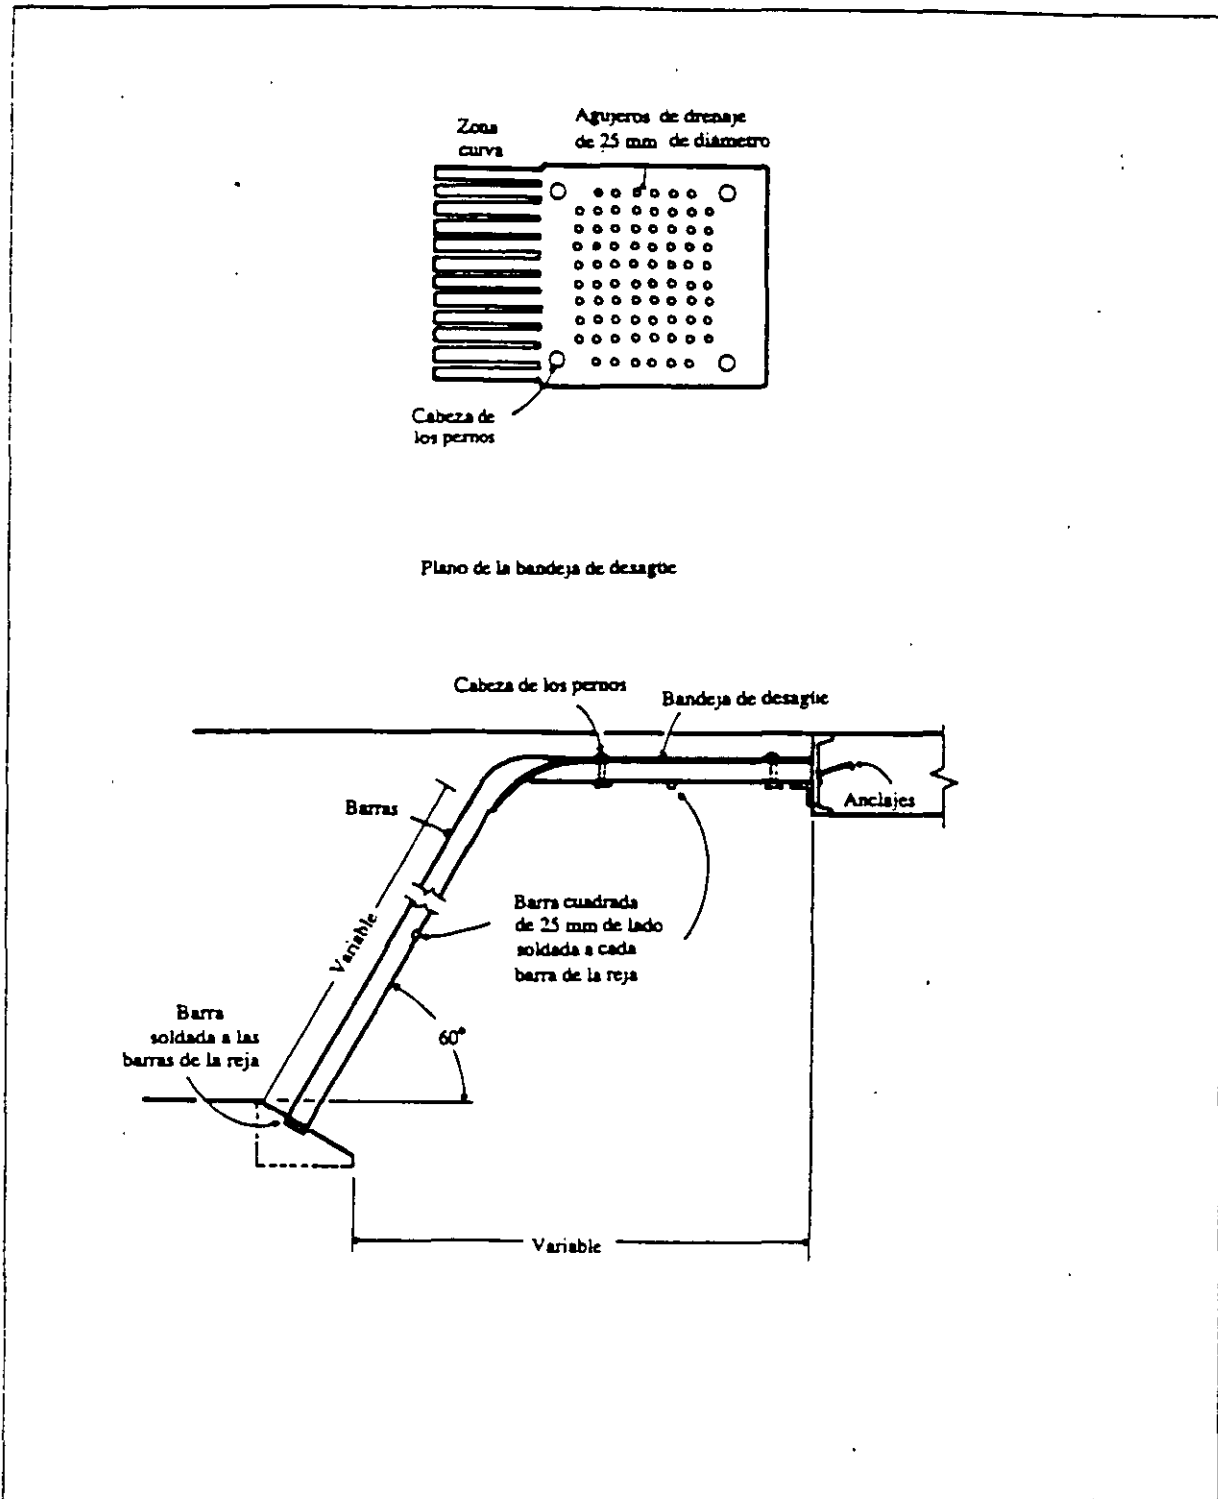 Zona
curva
Agujeros de drenaje
de 25 mm de diámetro
Cabeza de
los pernos
Plano de la bandeja de desagüe
Cabeza de los pernos
Bandeja de desagüe
Barras
Anclajes
Variable
Barra cuadrada
de 25 mm de lado
soldada a cada
barra de la reja
Barra
soldada a las
barras de la reja
60°
Variable